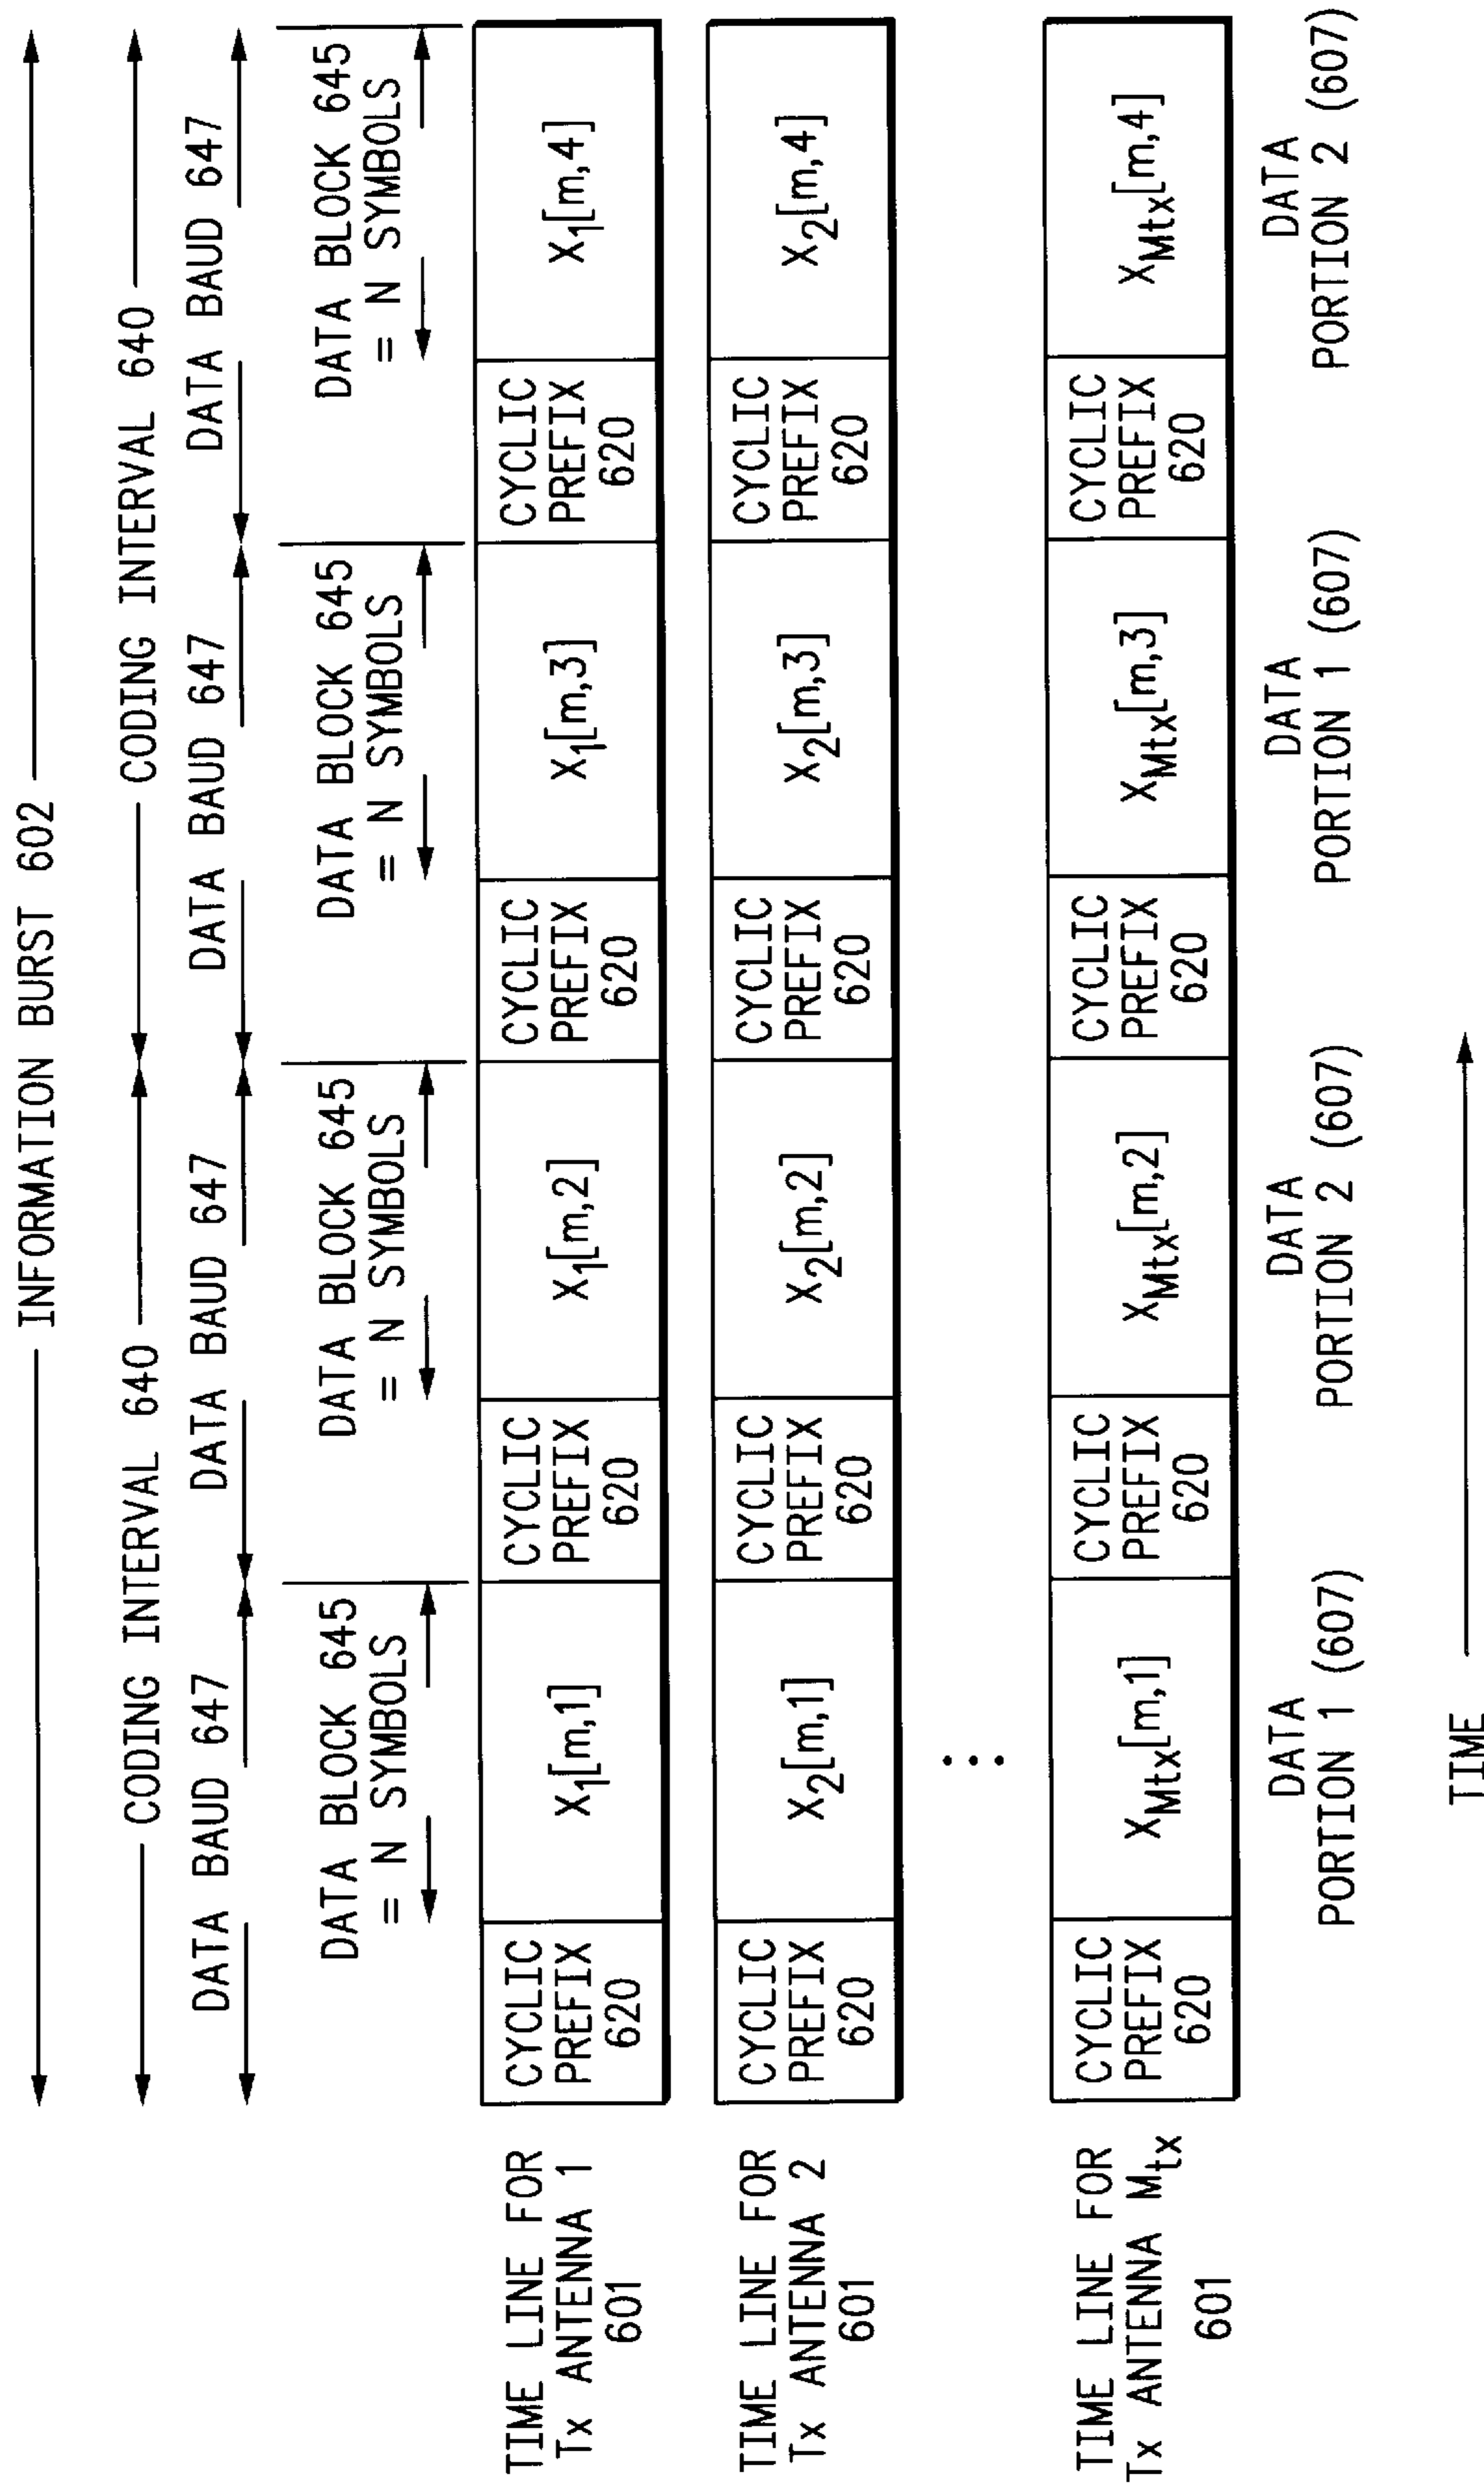 INFORMATION BURST 602
CODING INTERVAL 640 CODING INTERVAL 640
DATA BAUD 647 DATA BAUD 647 DATA BAUD 647 DATA BAUD 647
DATA BLOCK 645 DATA BLOCK 645 DATA BLOCK 645 DATA BLOCK 645
= N SYMBOLS = N SYMBOLS = N SYMBOLS = N SYMBOLS
TIME LINE FOR
Tx ANTENNA 1
601
CYCLIC
PREFIX
620
X1[m,1]
CYCLIC
PREFIX
620
X1[m,2]
CYCLIC
PREFIX
620
X1[m,3]
CYCLIC
PREFIX
620
X1[m,4]
TIME LINE FOR
Tx ANTENNA 2
601
CYCLIC
PREFIX
620
X2[m,1]
CYCLIC
PREFIX
620
X2[m,2]
CYCLIC
PREFIX
620
X2[m,3]
CYCLIC
PREFIX
620
X2[m,4]
...
TIME LINE FOR
Tx ANTENNA Mtx
601
CYCLIC
PREFIX
620
XMtx[m,1]
CYCLIC
PREFIX
620
XMtx[m,2]
CYCLIC
PREFIX
620
XMtx[m,3]
CYCLIC
PREFIX
620
XMtx[m,4]
DATA DATA DATA DATA
PORTION 1 (607) PORTION 2 (607) PORTION 1 (607) PORTION 2 (607)
TIME